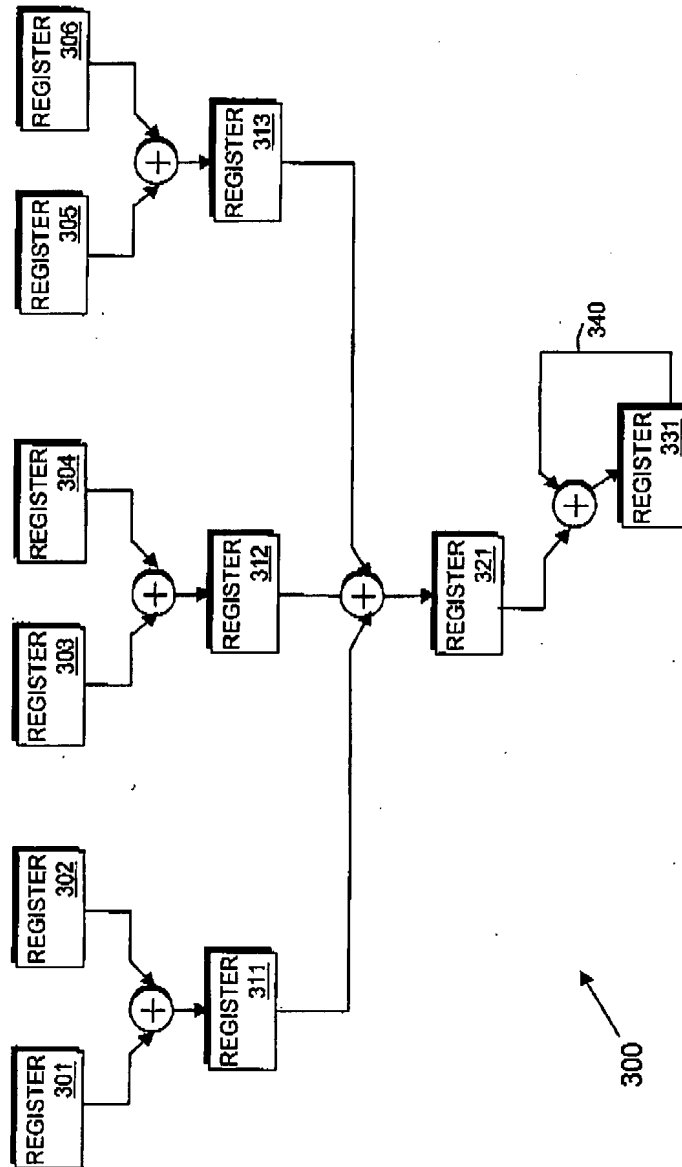 REGISTER
301
REGISTER
302
REGISTER
303
REGISTER
304
REGISTER
305
REGISTER
306
+
+
+
REGISTER
311
REGISTER
312
REGISTER
313
+
REGISTER
321
+
REGISTER
331
340
300